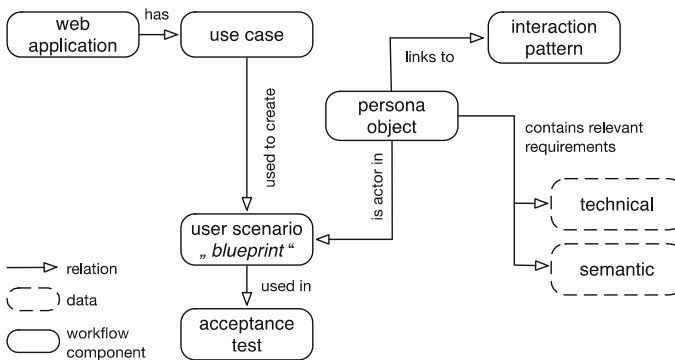 web
application
has
use case
interaction
pattern
links to
persona
object
contains relevant
requirements
used to create
is actor in
technical
user scenario
„ blueprint “
semantic
relation
used in
data
acceptance
test
workflow
component